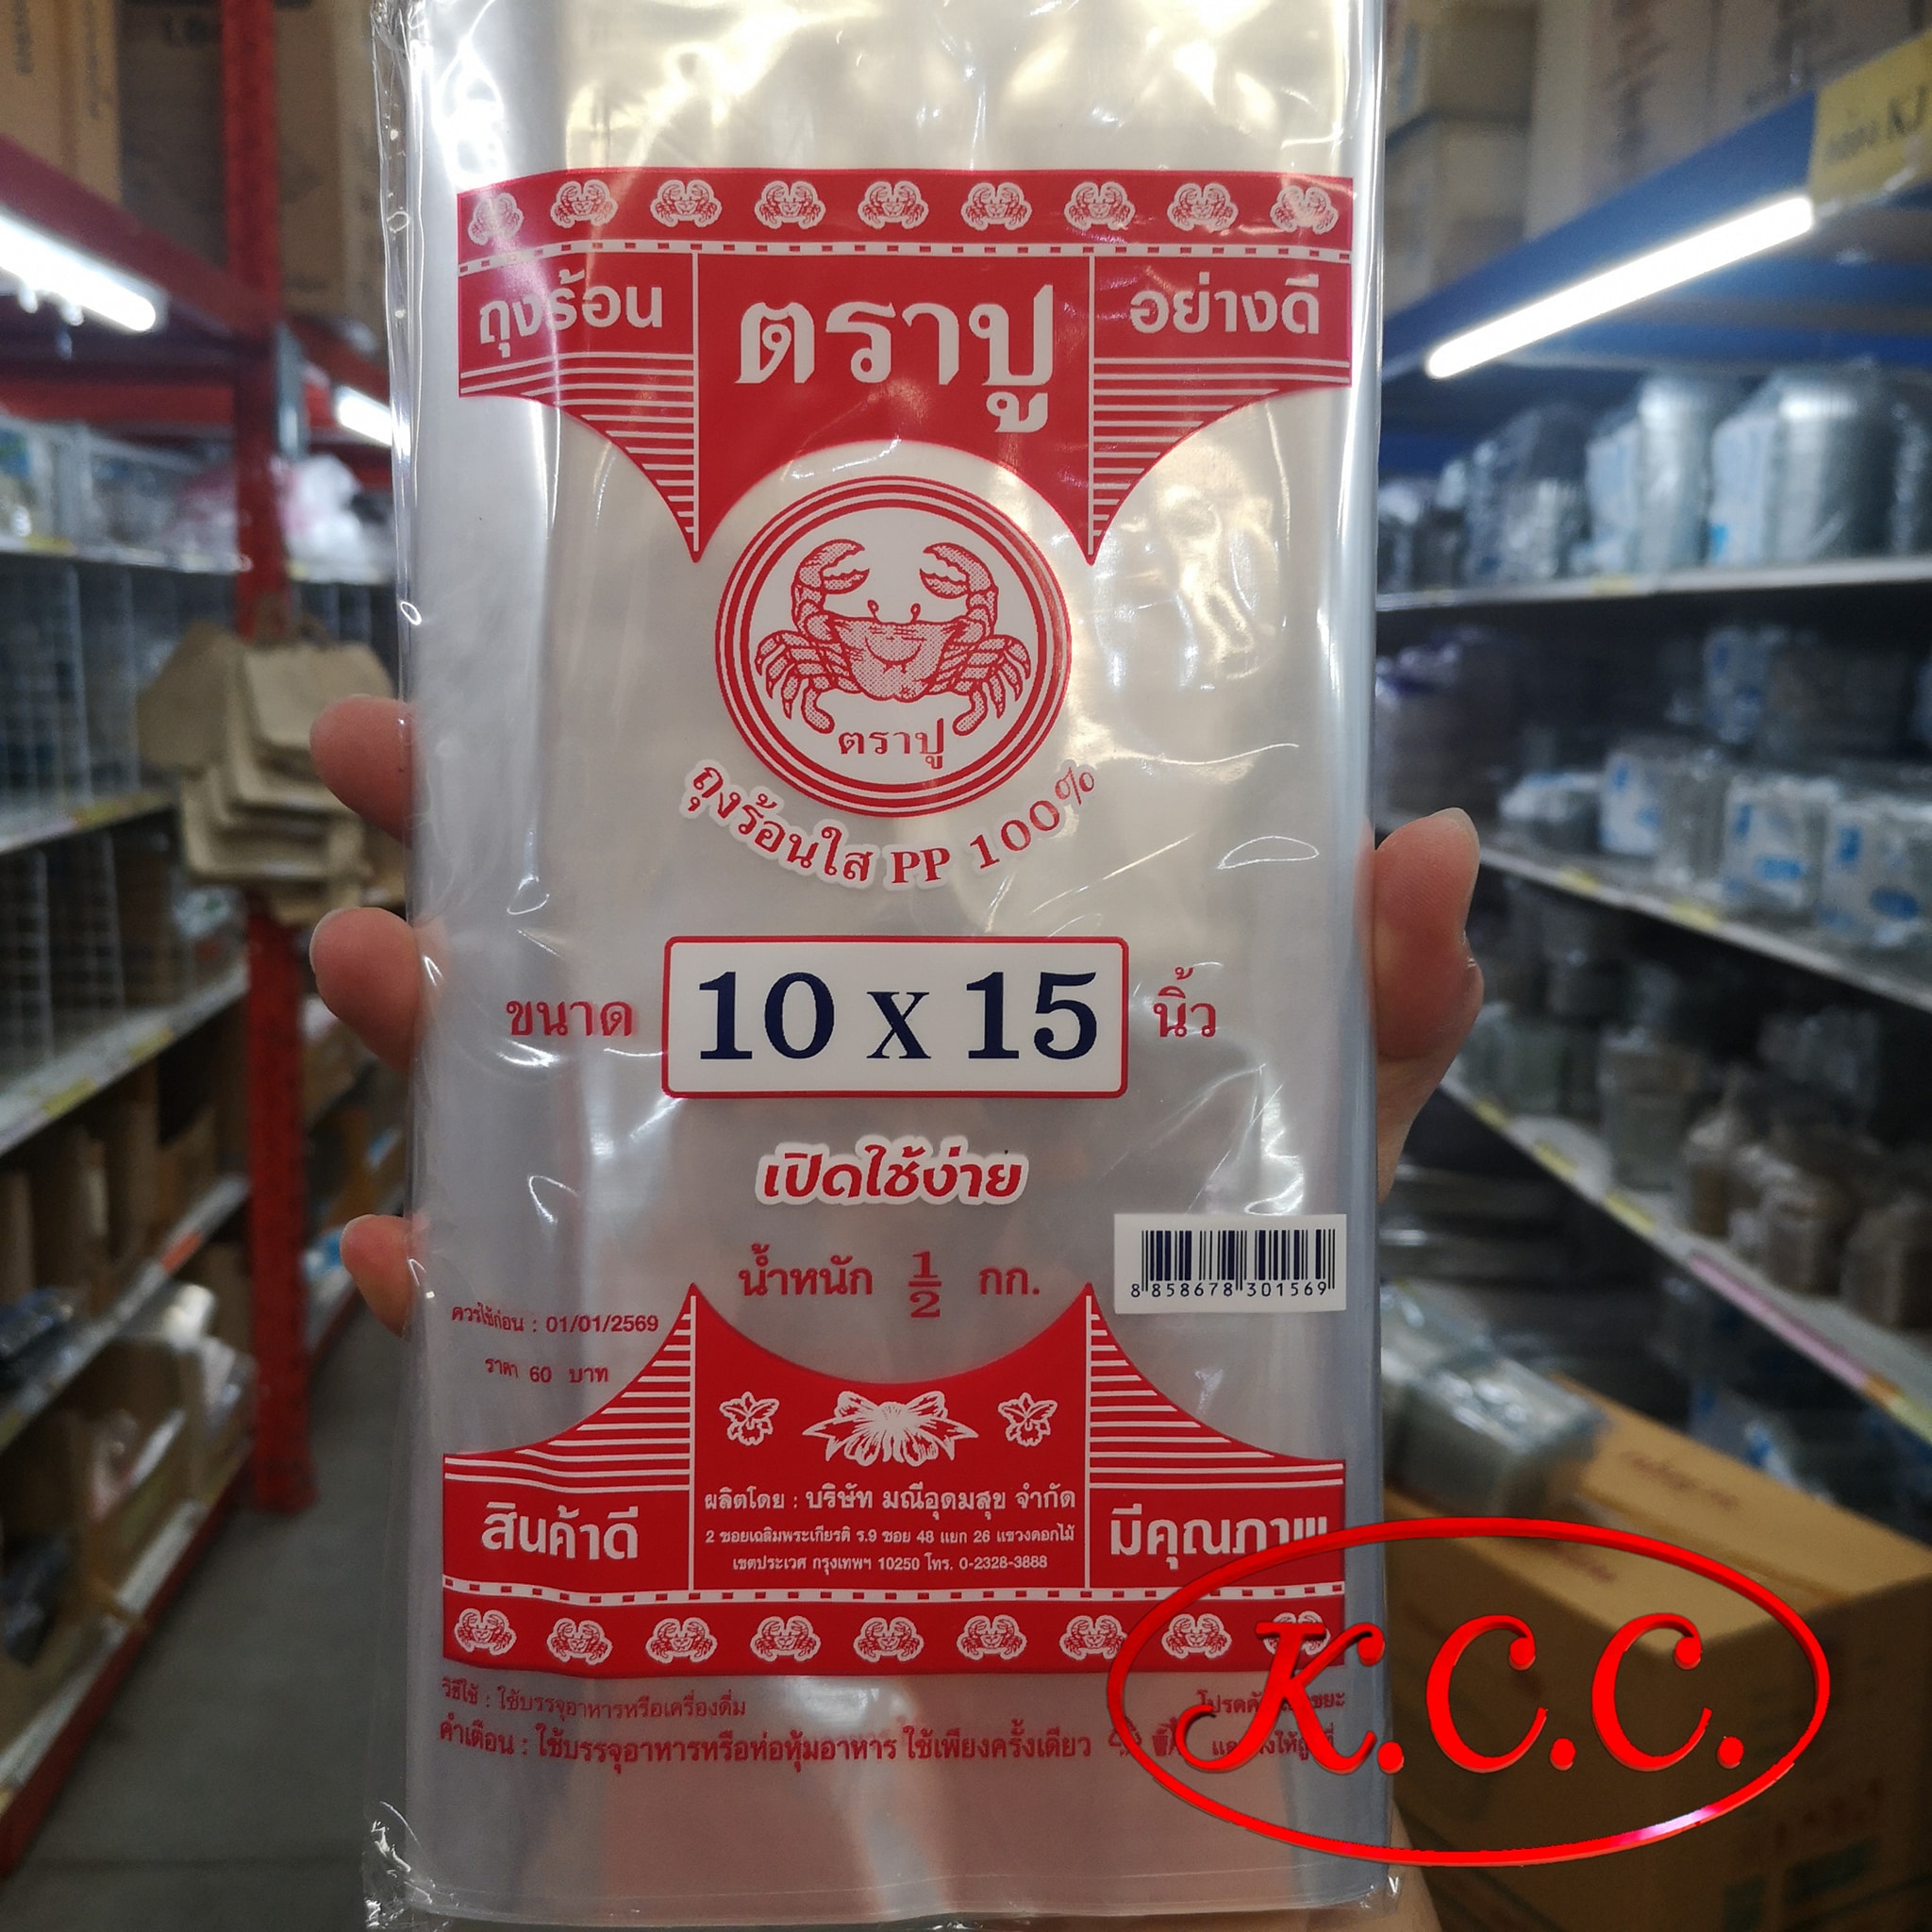 ถุงร้อน ตราปู อย่างดี
ตราปู
ถุงร้อนใส PP 100%
ขนาด 10 X 15 นิ้ว
เปิดใช้ง่าย
น้ำหนัก 1/2 กก.
8 858678 301569
ควรใช้ก่อน : 01/01/2569
ราคา 60 บาท
สินค้าดี
ผลิตโดย : บริษัท มณีอุดมสุข จำกัด
2 ซอยเฉลิมพระเกียรติ ร.9 ซอย 48 แยก 26 แขวงดอกไม้
เขตประเวศ กรุงเทพฯ 10250 โทร. 0-2328-3888
มีคุณภาพ
วิธีใช้ : ใช้บรรจุอาหารหรือเครื่องดื่ม
คำเตือน : ใช้บรรจุอาหารหรือห่อหุ้มอาหาร ใช้เพียงครั้งเดียว
K.C.C.
KJ